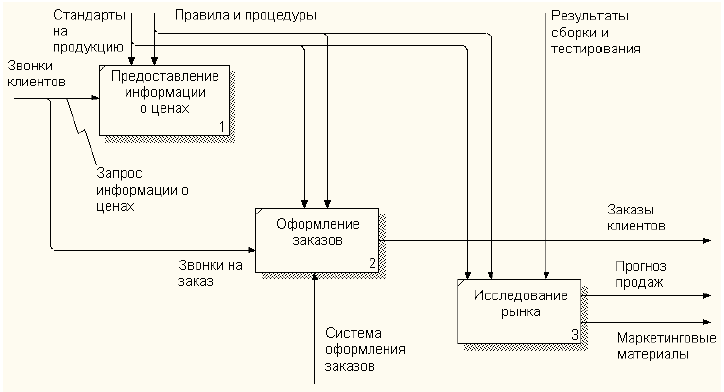 Стандарты
на
продукцию
Правила и процедуры
Результаты
сборки и
тестирования
Звонки
клиентов
Предоставление
информации
о ценах
1
Запрос
информации о
ценах
Оформление
заказов
2
Заказы
клиентов
Звонки на
заказ
Прогноз
продаж
Исследование
рынка
3
Маркетинговые
материалы
Система
оформления
заказов